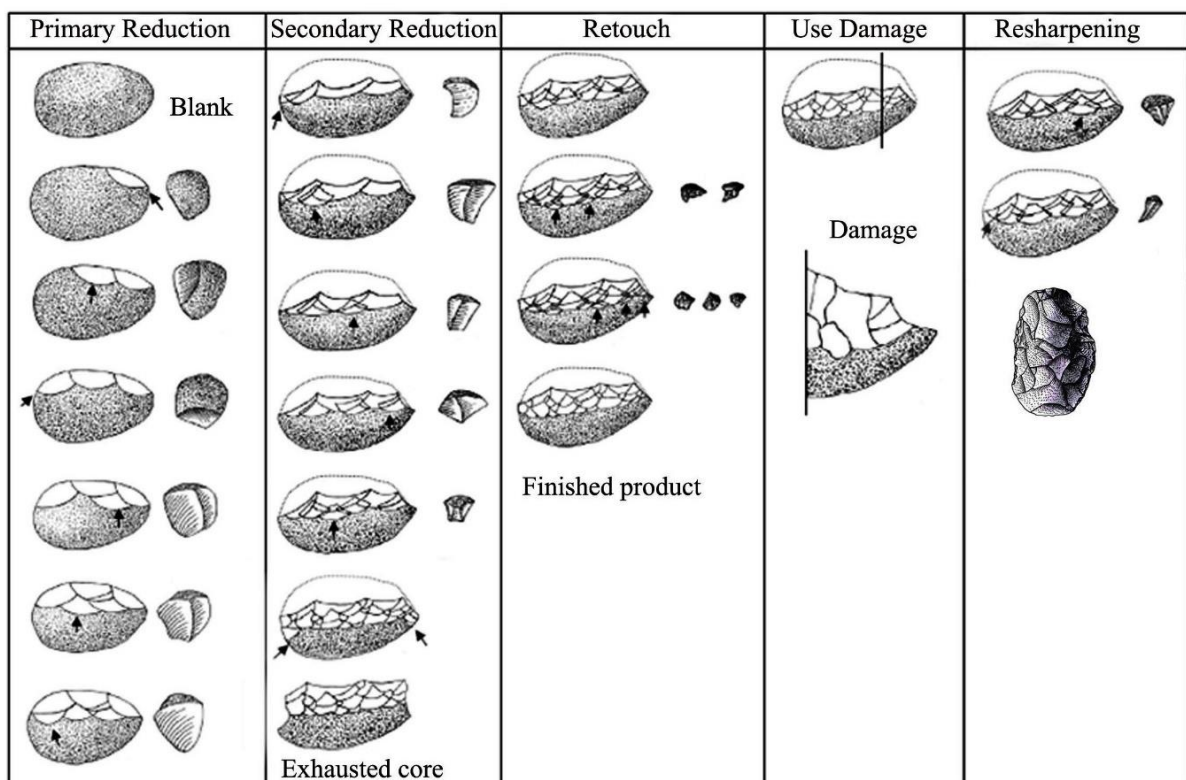 Primary Reduction
Secondary Reduction
Retouch
Use Damage
Resharpening
Blank
Damage
Finished product
Exhausted core